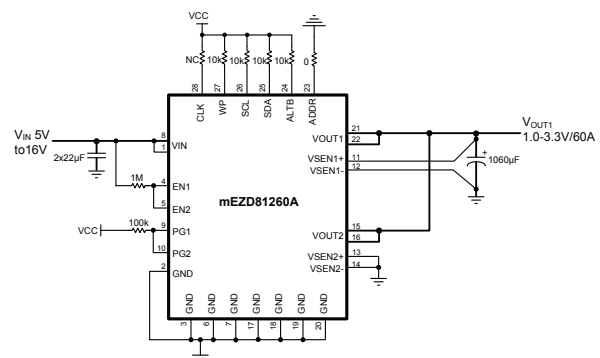 VCC
NC 10k 10k 10k 10k 0
28 27 26 25 24 23
CLK WP SCL SDA ALTB ADDR
VIN 5V
to16V
2x22µF
8
1
VIN
1M
4
5
EN1
EN2
VCC
100k
9
10
PG1
PG2
2
GND
mEZD81260A
21
22
VOUT1
11
12
VSEN1+
VSEN1-
15
16
VOUT2
13
14
VSEN2+
VSEN2-
VOUT1
1.0-3.3V/60A
+
1060µF
GND GND GND GND GND GND GND
3 6 7 17 18 19 20